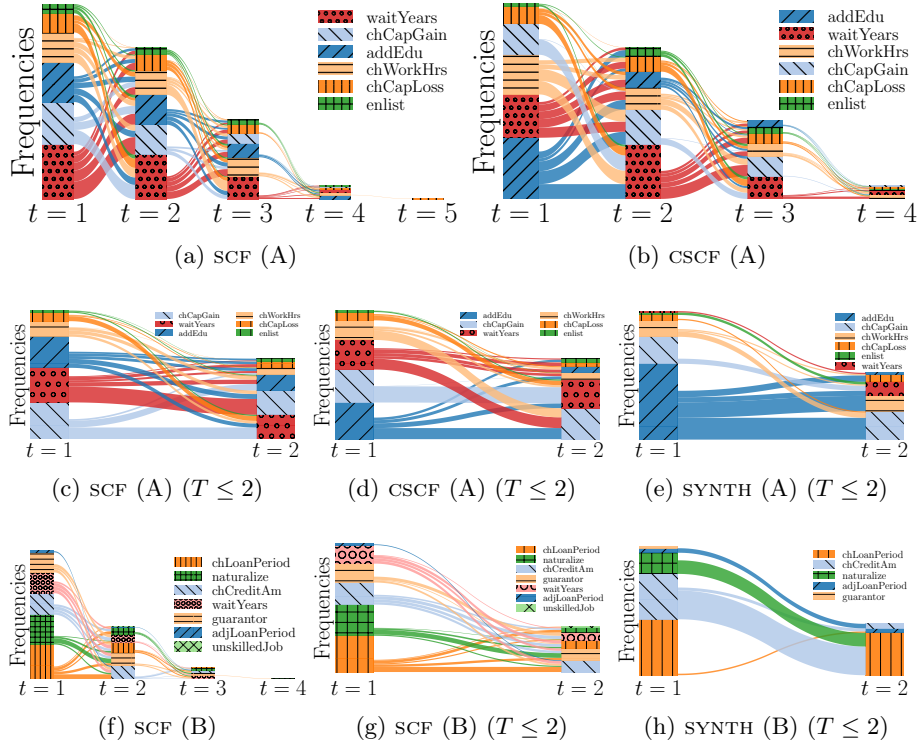 Frequencies
waitYears
chCapGain
addEdu
chWorkHrs
chCapLoss
enlist
t = 1 t = 2 t = 3 t = 4 t = 5
(a) SCF (A)
Frequencies
addEdu
waitYears
chWorkHrs
chCapGain
chCapLoss
enlist
t = 1 t = 2 t = 3 t = 4
(b) CSCF (A)
Frequencies
chCapGain chWorkHrs
waitYears chCapLoss
addEdu enlist
t = 1 t = 2
(c) SCF (A) (T ≤ 2)
Frequencies
addEdu chWorkHrs
chCapGain chCapLoss
waitYears enlist
t = 1 t = 2
(d) CSCF (A) (T ≤ 2)
Frequencies
addEdu
chCapGain
chWorkHrs
chCapLoss
enlist
waitYears
t = 1 t = 2
(e) SYNTH (A) (T ≤ 2)
Frequencies
chLoanPeriod
naturalize
chCreditAm
waitYears
guarantor
adjLoanPeriod
unskilledJob
t = 1 t = 2 t = 3 t = 4
(f) SCF (B)
Frequencies
chLoanPeriod
naturalize
chCreditAm
guarantor
waitYears
adjLoanPeriod
unskilledJob
t = 1 t = 2
(g) SCF (B) (T ≤ 2)
Frequencies
chLoanPeriod
chCreditAm
naturalize
adjLoanPeriod
guarantor
t = 1 t = 2
(h) SYNTH (B) (T ≤ 2)